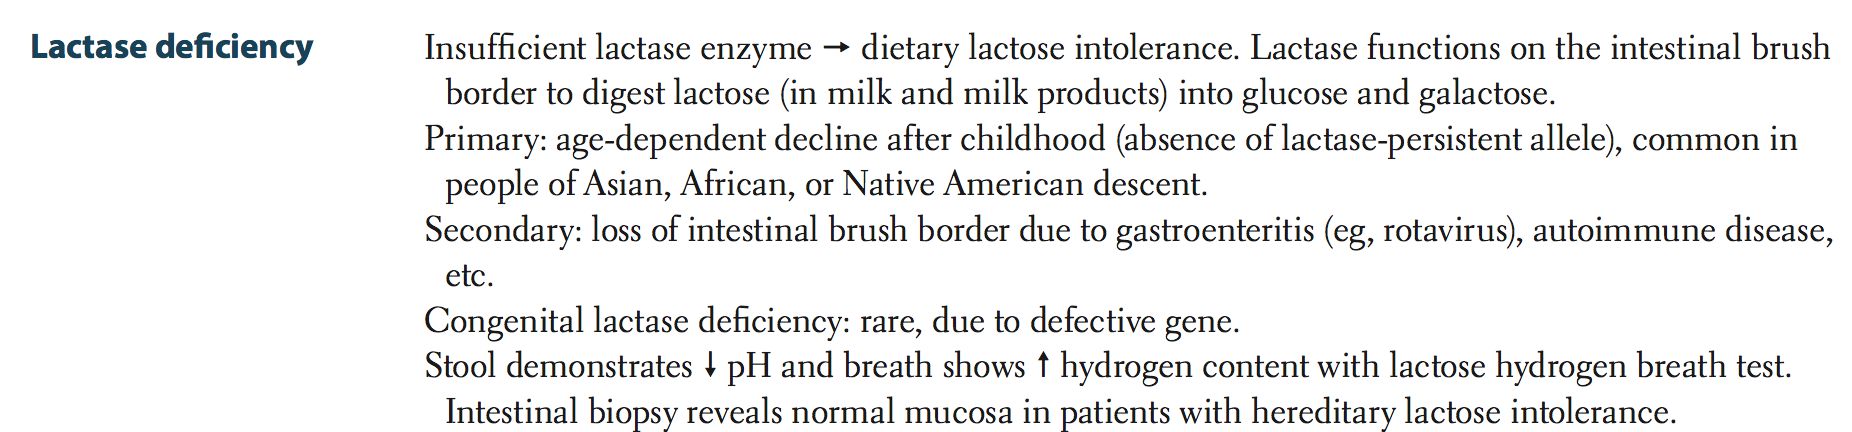 Lactase deficiency
Insufficient lactase enzyme → dietary lactose intolerance. Lactase functions on the intestinal brush
border to digest lactose (in milk and milk products) into glucose and galactose.
Primary: age-dependent decline after childhood (absence of lactase-persistent allele), common in
people of Asian, African, or Native American descent.
Secondary: loss of intestinal brush border due to gastroenteritis (eg, rotavirus), autoimmune disease,
etc.
Congenital lactase deficiency: rare, due to defective gene.
Stool demonstrates ↓ pH and breath shows ↑ hydrogen content with lactose hydrogen breath test.
Intestinal biopsy reveals normal mucosa in patients with hereditary lactose intolerance.